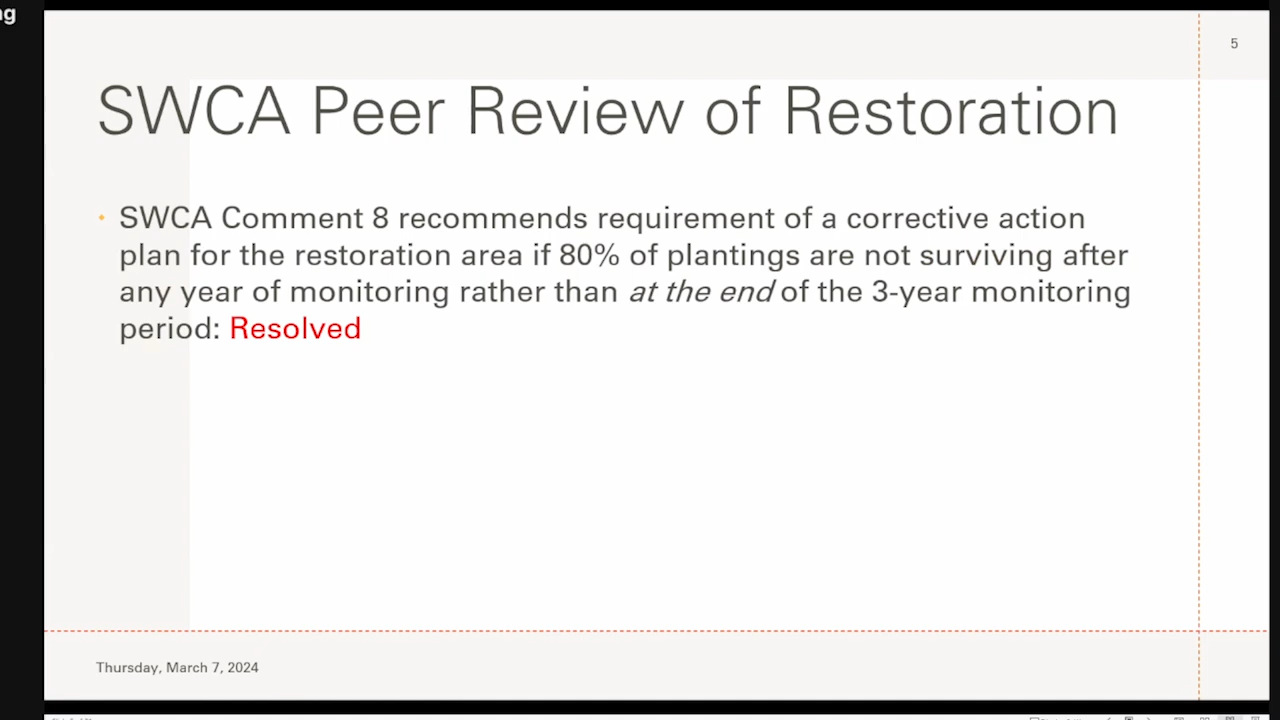 ng
5
SWCA Peer Review of Restoration
SWCA Comment 8 recommends requirement of a corrective action
plan for the restoration area if 80% of plantings are not surviving after
any year of monitoring rather than at the end of the 3-year monitoring
period: Resolved
Thursday, March 7, 2024